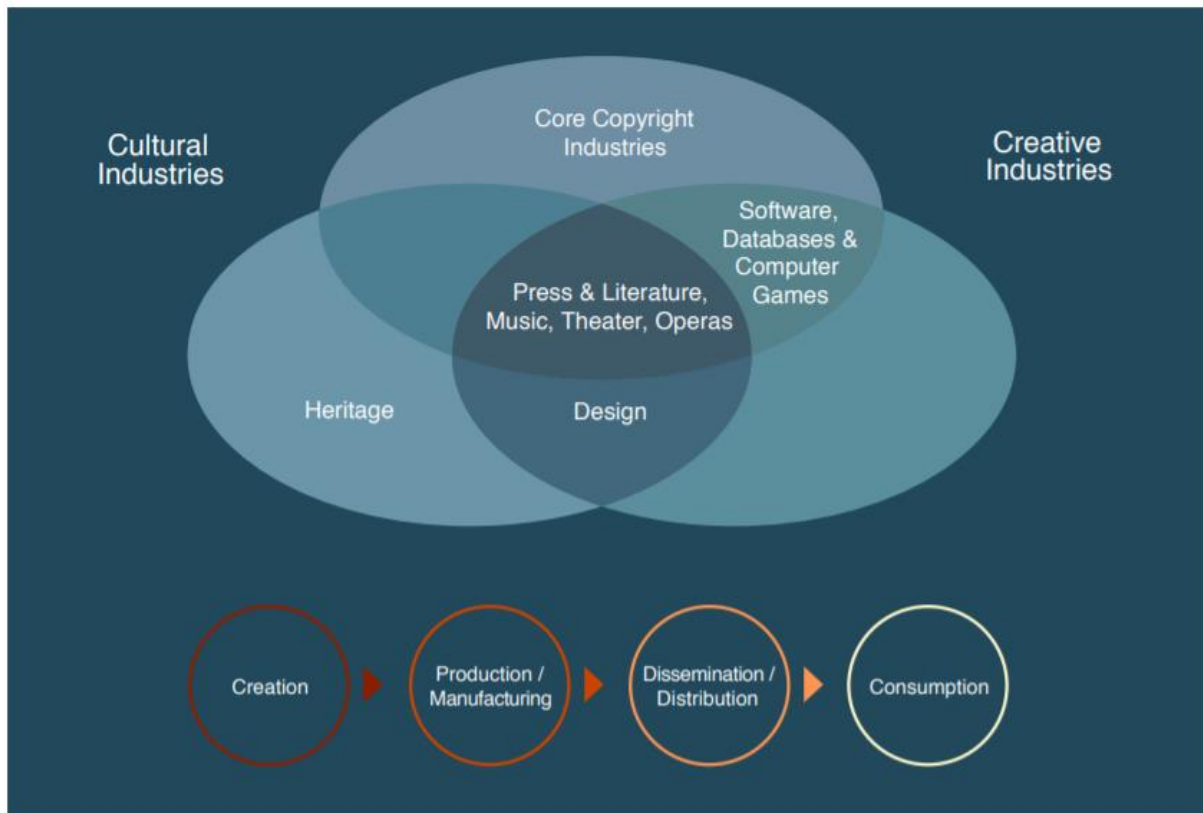 Core Copyright
Industries
Cultural
Industries
Creative
Industries
Software,
Databases &
Computer
Games
Press & Literature,
Music, Theater, Operas
Heritage
Design
Creation
Production /
Manufacturing
Dissemination /
Distribution
Consumption